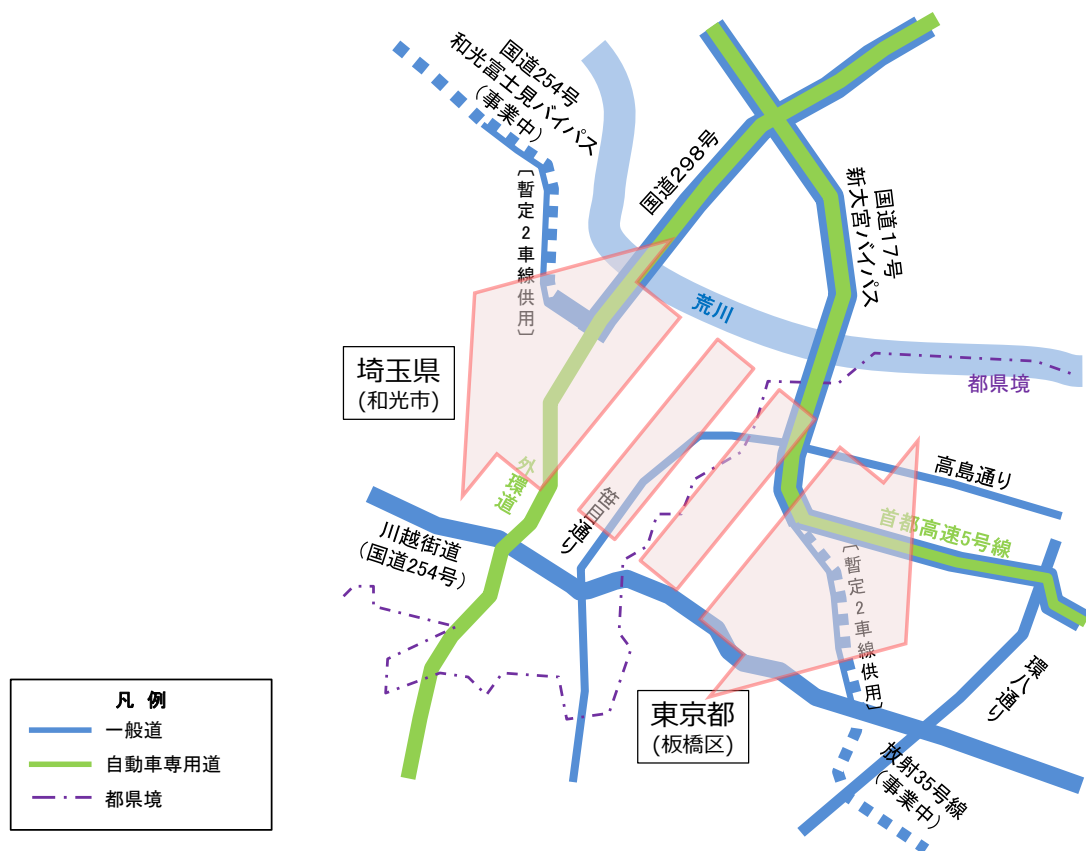 国道254号
和光富士見バイパス
(事業中)
〔暫定2車線供用〕
国道298号
国道17号
新大宮バイパス
荒川
都県境
埼玉県
(和光市)
外環道
笹目通り
高島通り
首都高速5号線
川越街道
(国道254号)
〔暫定2車線供用〕
環八通り
東京都
(板橋区)
放射35号線
(事業中)
凡 例
一般道
自動車専用道
都県境